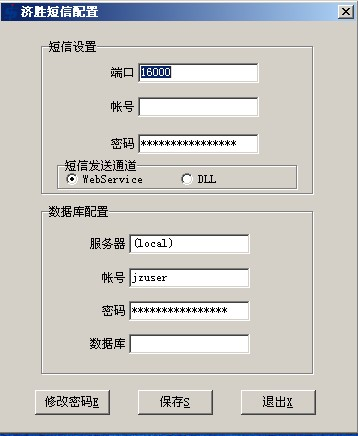 济胜短信配置
短信设置
端口 16000
帐号
密码 ****************
短信发送通道
WebService DLL
数据库配置
服务器 (local)
帐号 jzuser
密码 ****************
数据库
修改密码E 保存S 退出X